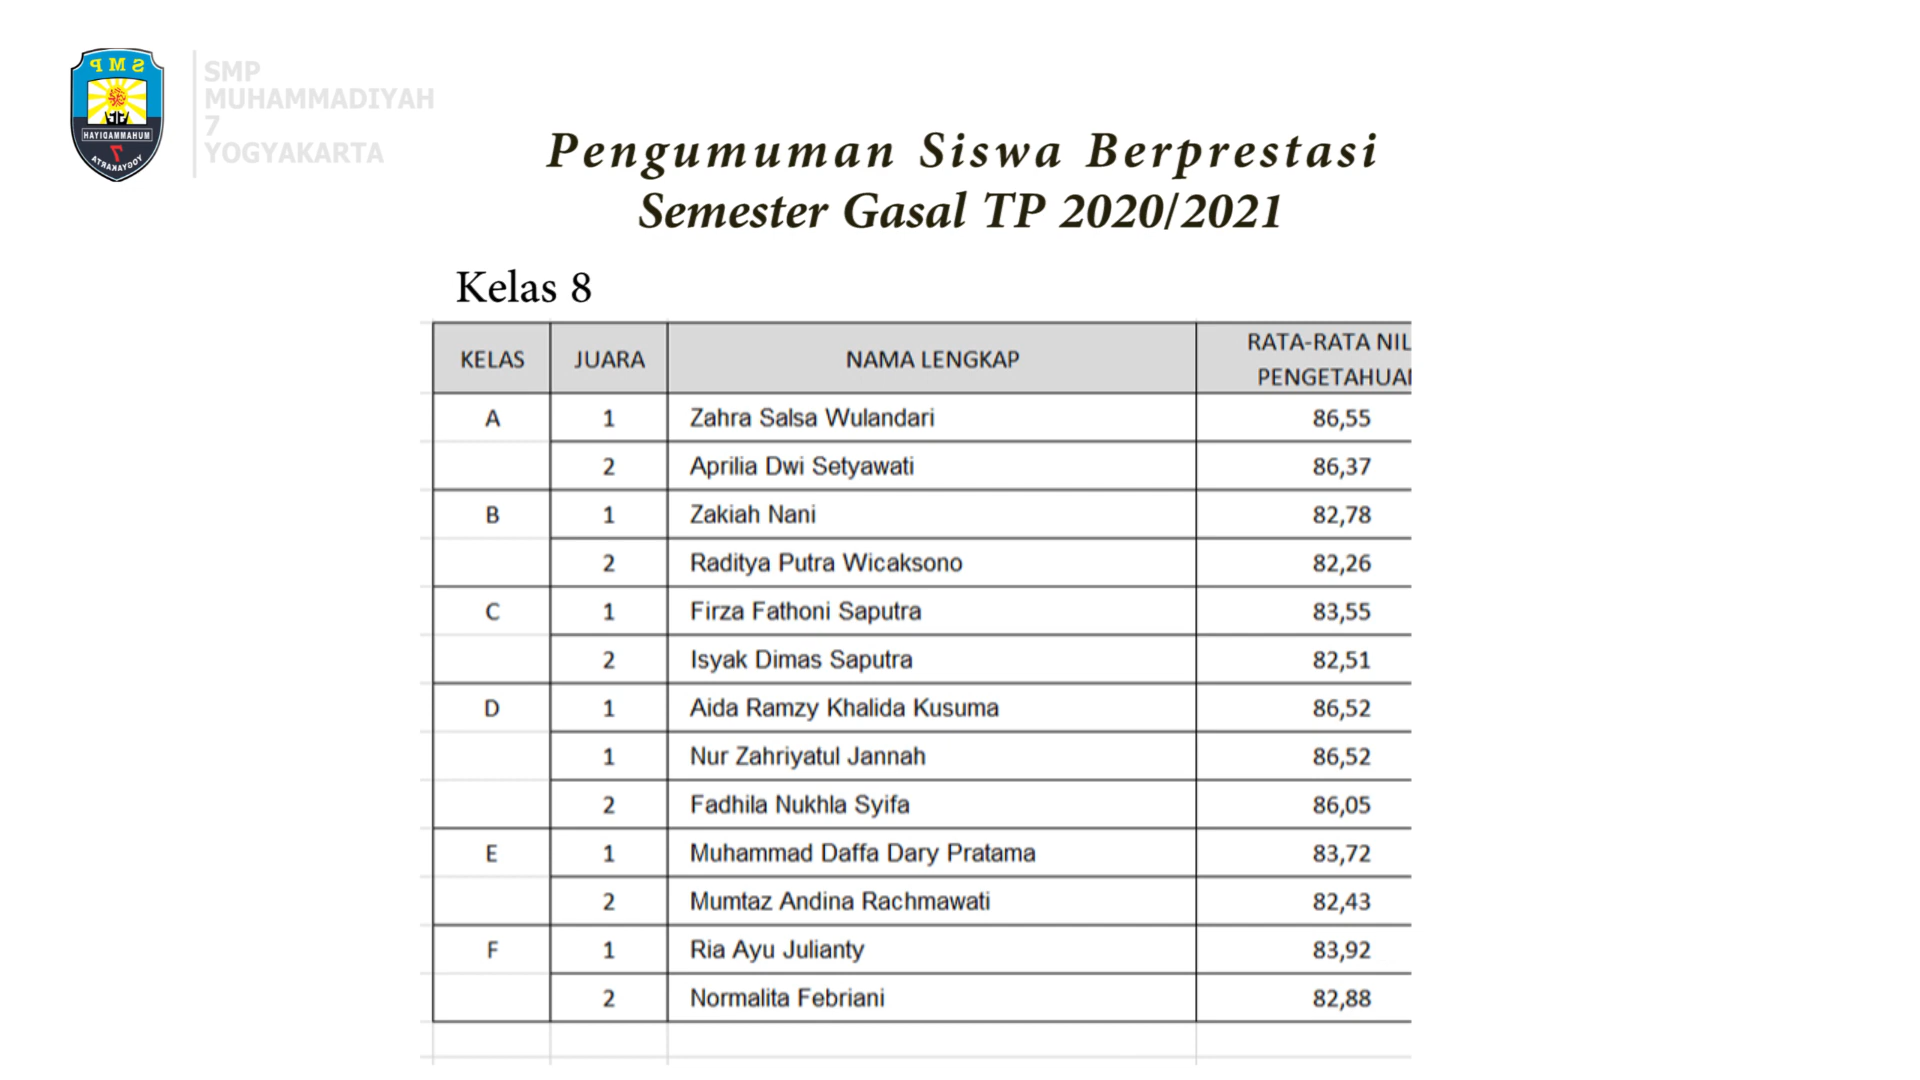 SMP
MUHAMMADIYAH
7
YOGYAKARTA
SMP
MUHAMMADIYAH
7
YOGYAKARTA
Pengumuman Siswa Berprestasi
Semester Gasal TP 2020/2021
Kelas 8
KELAS JUARA NAMA LENGKAP RATA-RATA NIL PENGETAHUA
A 1 Zahra Salsa Wulandari 86,55
2 Aprilia Dwi Setyawati 86,37
B 1 Zakiah Nani 82,78
2 Raditya Putra Wicaksono 82,26
C 1 Firza Fathoni Saputra 83,55
2 Isyak Dimas Saputra 82,51
D 1 Aida Ramzy Khalida Kusuma 86,52
1 Nur Zahriyatul Jannah 86,52
2 Fadhila Nukhla Syifa 86,05
E 1 Muhammad Daffa Dary Pratama 83,72
2 Mumtaz Andina Rachmawati 82,43
F 1 Ria Ayu Julianty 83,92
2 Normalita Febriani 82,88